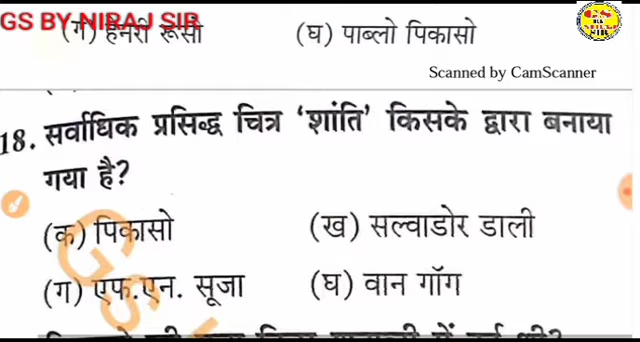 GS BY NIRAJ SIR
(ग) हेनरी रूसो (घ) पाब्लो पिकासो
Scanned by CamScanner
18. सर्वाधिक प्रसिद्ध चित्र 'शांति' किसके द्वारा बनाया
गया है?
(क) पिकासो (ख) सल्वाडोर डाली
(ग) एफ.एन. सूजा (घ) वान गॉग